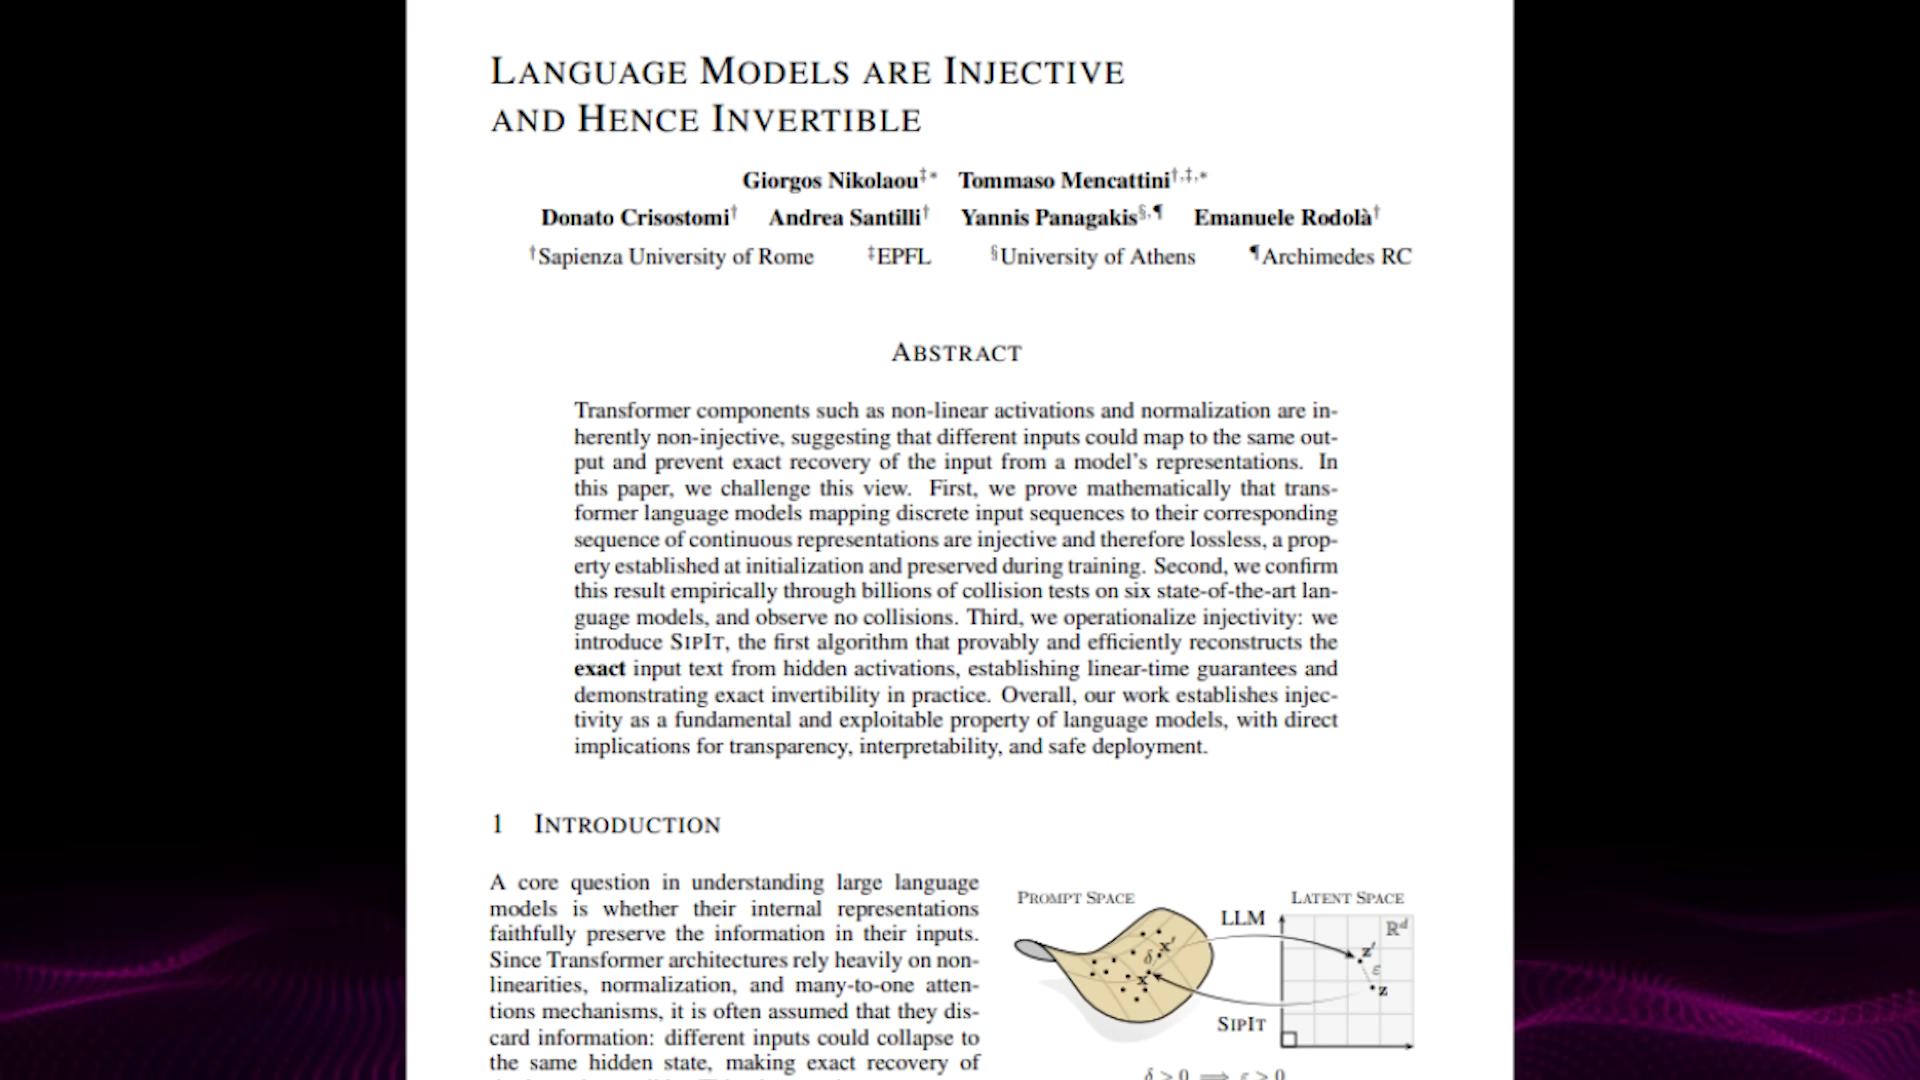 LANGUAGE MODELS ARE INJECTIVE
AND HENCE INVERTIBLE
Giorgos Nikolaou‡* Tommaso Mencattini†,‡,*
Donato Crisostomi† Andrea Santilli† Yannis Panagakis§,¶ Emanuele Rodolà†
†Sapienza University of Rome ‡EPFL §University of Athens ¶Archimedes RC
ABSTRACT
Transformer components such as non-linear activations and normalization are in-
herently non-injective, suggesting that different inputs could map to the same out-
put and prevent exact recovery of the input from a model's representations. In
this paper, we challenge this view. First, we prove mathematically that trans-
former language models mapping discrete input sequences to their corresponding
sequence of continuous representations are injective and therefore lossless, a prop-
erty established at initialization and preserved during training. Second, we confirm
this result empirically through billions of collision tests on six state-of-the-art lan-
guage models, and observe no collisions. Third, we operationalize injectivity: we
introduce SIPIT, the first algorithm that provably and efficiently reconstructs the
exact input text from hidden activations, establishing linear-time guarantees and
demonstrating exact invertibility in practice. Overall, our work establishes injec-
tivity as a fundamental and exploitable property of language models, with direct
implications for transparency, interpretability, and safe deployment.
1 INTRODUCTION
A core question in understanding large language
models is whether their internal representations
faithfully preserve the information in their inputs.
Since Transformer architectures rely heavily on non-
linearities, normalization, and many-to-one atten-
tions mechanisms, it is often assumed that they dis-
card information: different inputs could collapse to
the same hidden state, making exact recovery of
PROMPT SPACE
LATENT SPACE
LLM
ℝᵈ
x′
δ
x
z′
ε
z
SIPIT
δ > 0 ⟹ ε > 0